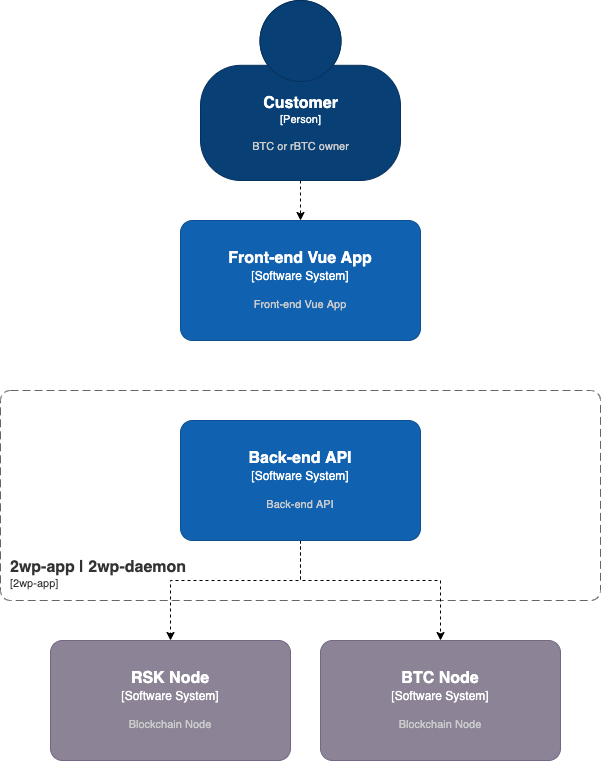 Customer
[Person]
BTC or rBTC owner
Front-end Vue App
[Software System]
Front-end Vue App
Back-end API
[Software System]
Back-end API
2wp-app | 2wp-daemon
[2wp-app]
RSK Node
[Software System]
Blockchain Node
BTC Node
[Software System]
Blockchain Node